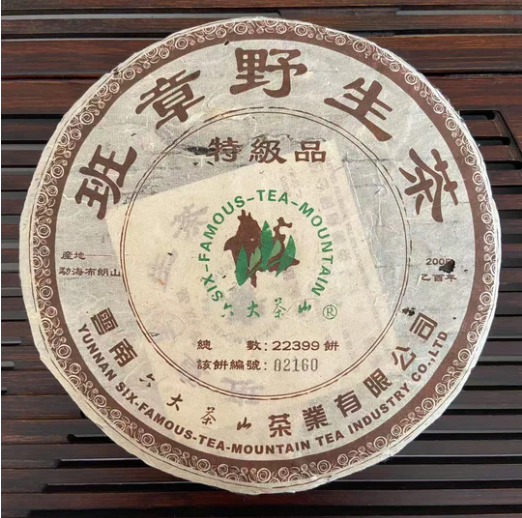 班章野生茶
特級品
SIX-FAMOUS-TEA-MOUNTAIN
六大茶山®
產地
勐海布朗山
乙酉年
總 數: 22399 餅
該餅編號: 02160
雲南六大茶山茶業有限公司
YUNNAN SIX-FAMOUS-TEA-MOUNTAIN TEA INDUSTRY CO.,LTD